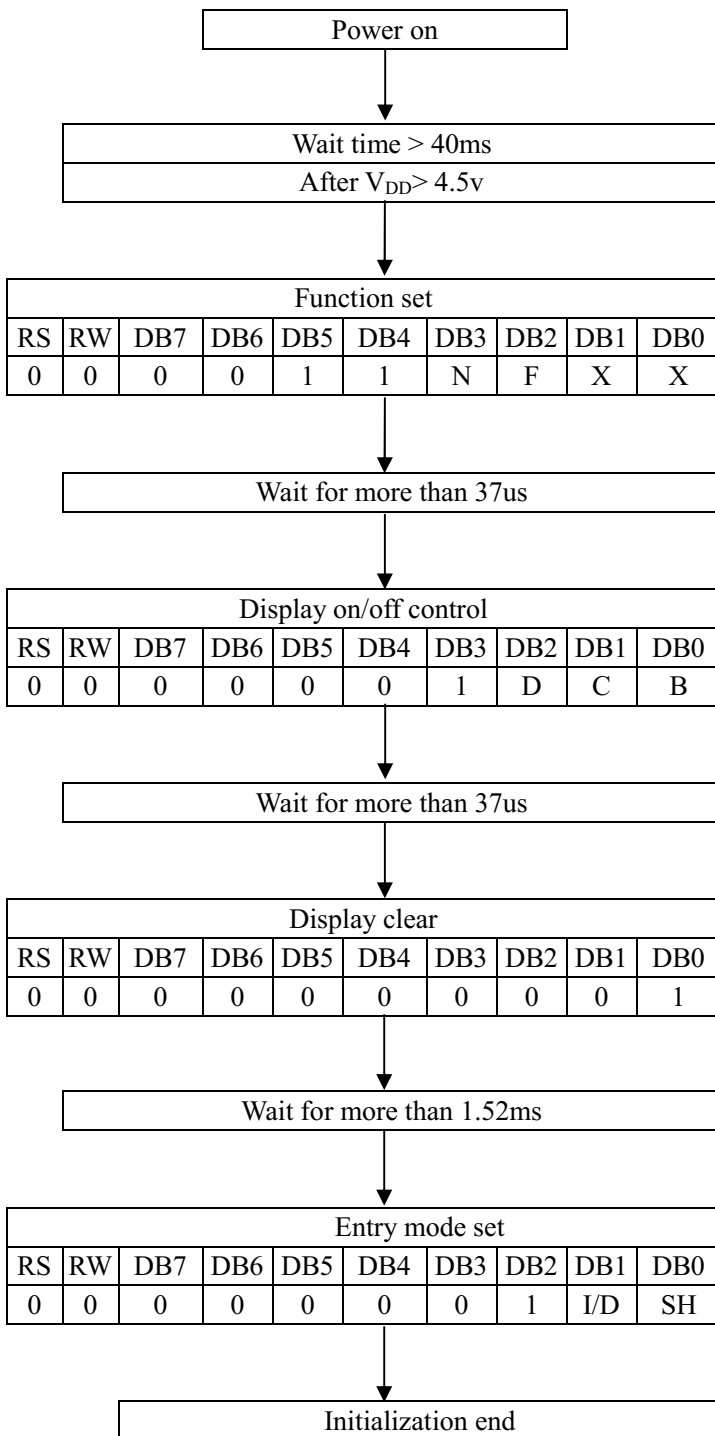 Power on
Wait time > 40ms
After VDD> 4.5v
Function set
RS RW DB7 DB6 DB5 DB4 DB3 DB2 DB1 DB0
0 0 0 0 1 1 N F X X
Wait for more than 37us
Display on/off control
RS RW DB7 DB6 DB5 DB4 DB3 DB2 DB1 DB0
0 0 0 0 0 0 1 D C B
Wait for more than 37us
Display clear
RS RW DB7 DB6 DB5 DB4 DB3 DB2 DB1 DB0
0 0 0 0 0 0 0 0 0 1
Wait for more than 1.52ms
Entry mode set
RS RW DB7 DB6 DB5 DB4 DB3 DB2 DB1 DB0
0 0 0 0 0 0 0 1 I/D SH
Initialization end